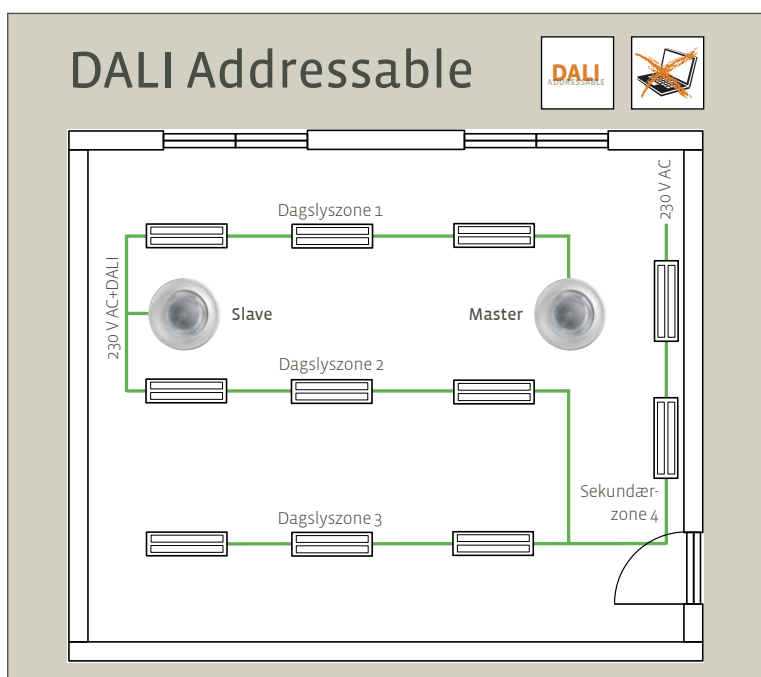 DALI Addressable
DALI
ADDRESSABLE
230 V AC
Dagslyszone 1
230 V AC+DALI
Slave
Master
Dagslyszone 2
Sekundær-
zone 4
Dagslyszone 3